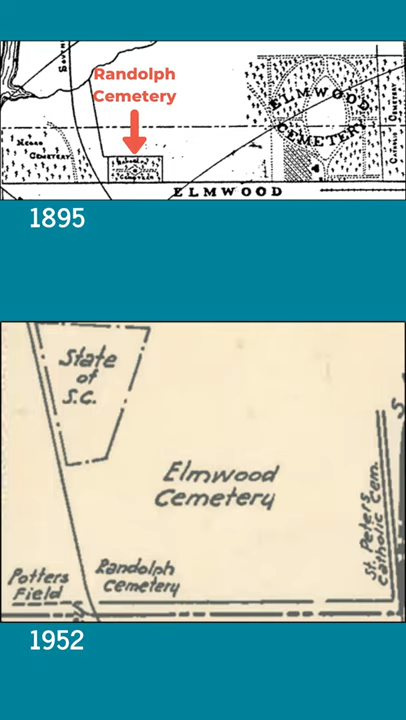 Randolph
Cemetery
ELMWOOD
CEMETERY
NEGRO
CEMETERY
ELMWOOD
1895
State
of
S.C.
Elmwood
Cemetery
St. Peters
Catholic Cem.
Randolph
Cemetery
Potters
Field
1952